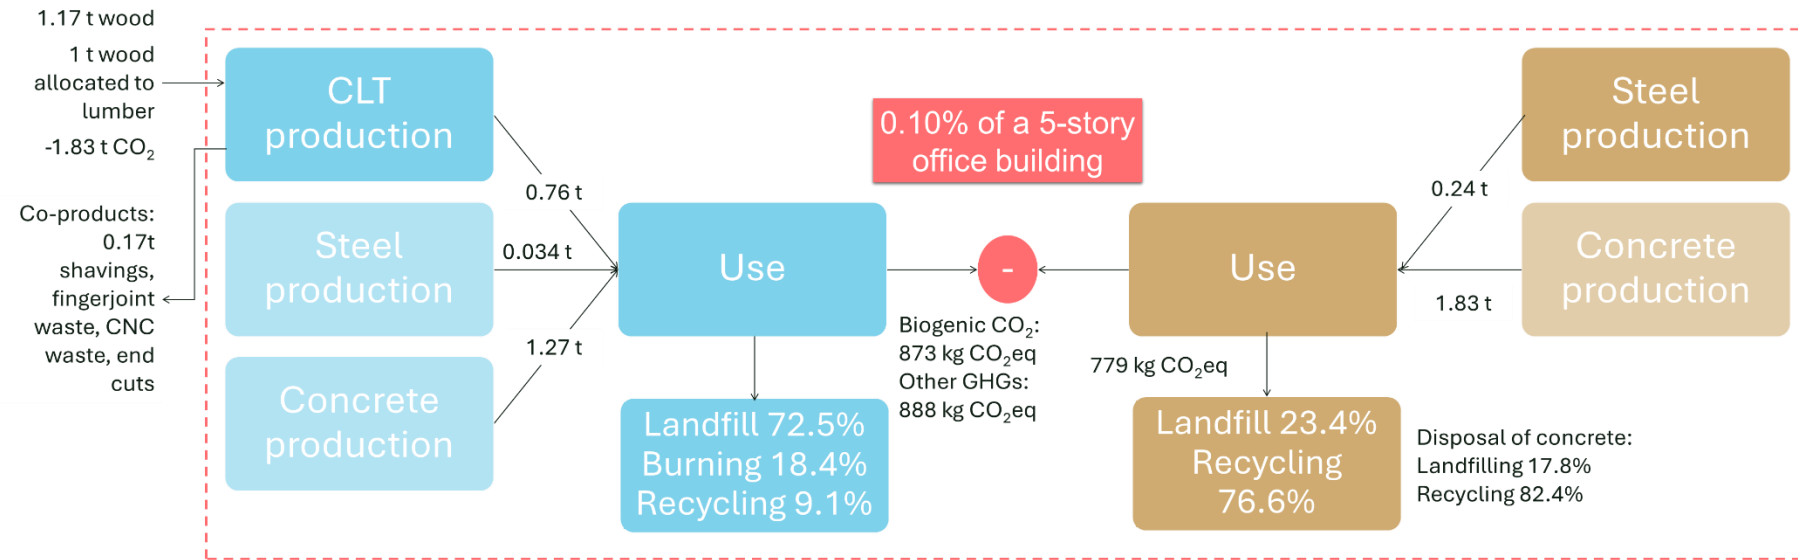 1.17 t wood
1 t wood
allocated to
lumber
-1.83 t CO₂
Co-products:
0.17t
shavings,
fingerjoint
waste, CNC
waste, end
cuts
CLT
production
Steel
production
Concrete
production
0.76 t
0.034 t
1.27 t
Use
Landfill 72.5%
Burning 18.4%
Recycling 9.1%
0.10% of a 5-story
office building
-
Biogenic CO₂:
873 kg CO₂eq
Other GHGs:
888 kg CO₂eq
Use
779 kg CO₂eq
Landfill 23.4%
Recycling
76.6%
Steel
production
0.24 t
Concrete
production
1.83 t
Disposal of concrete:
Landfilling 17.8%
Recycling 82.4%